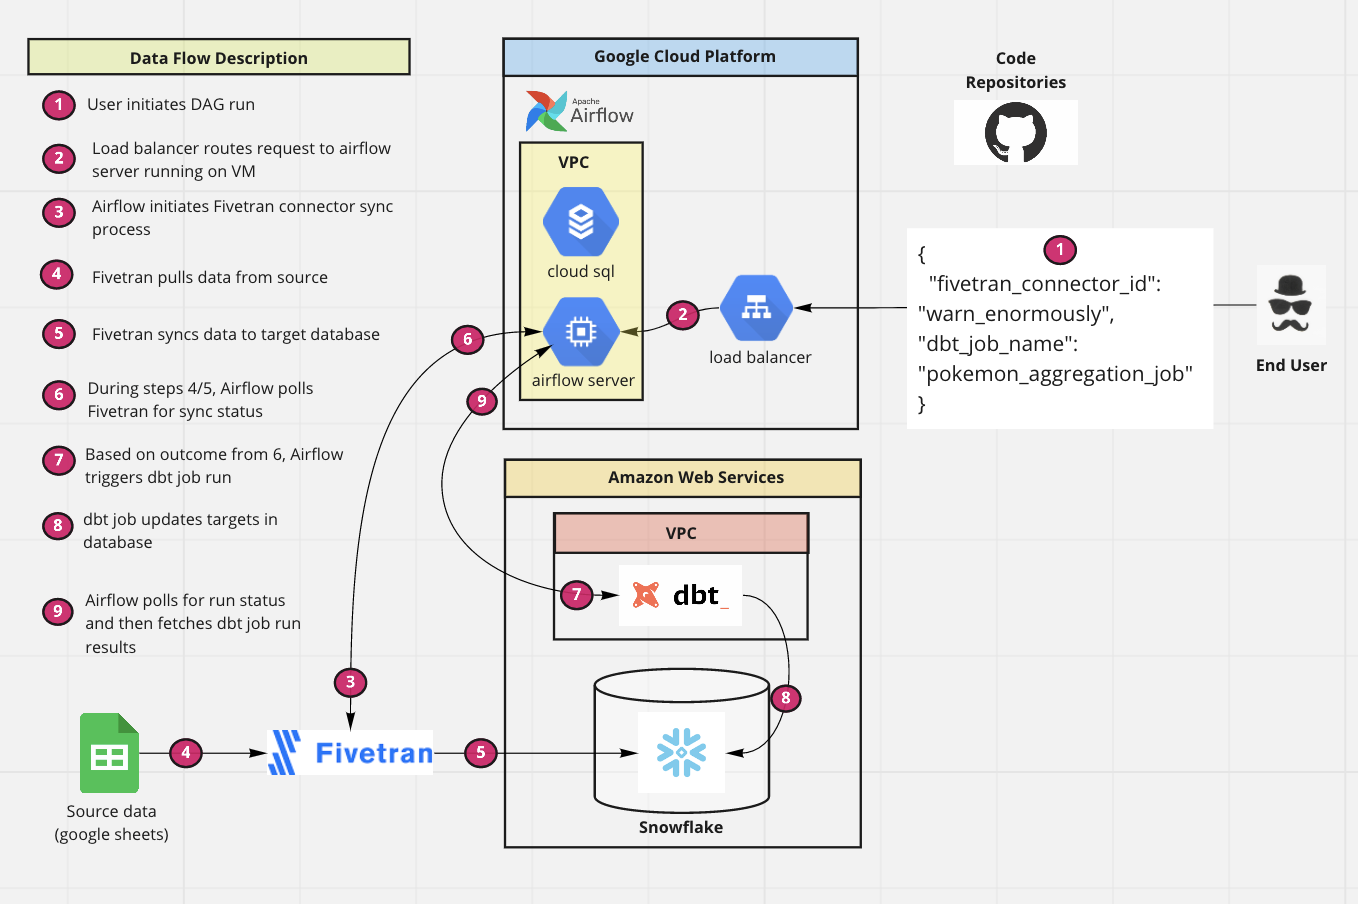 Data Flow Description
1 User initiates DAG run
2 Load balancer routes request to airflow
server running on VM
3 Airflow initiates Fivetran connector sync
process
4 Fivetran pulls data from source
5 Fivetran syncs data to target database
6 During steps 4/5, Airflow polls
Fivetran for sync status
7 Based on outcome from 6, Airflow
triggers dbt job run
8 dbt job updates targets in
database
9 Airflow polls for run status
and then fetches dbt job run
results
Source data
(google sheets)
4
Fivetran
3
5
6
9
Google Cloud Platform
Apache
Airflow
VPC
cloud sql
airflow server
2
load balancer
Amazon Web Services
VPC
7
dbt_
8
Snowflake
Code
Repositories
1
{
"fivetran_connector_id":
"warn_enormously",
"dbt_job_name":
"pokemon_aggregation_job"
}
End User